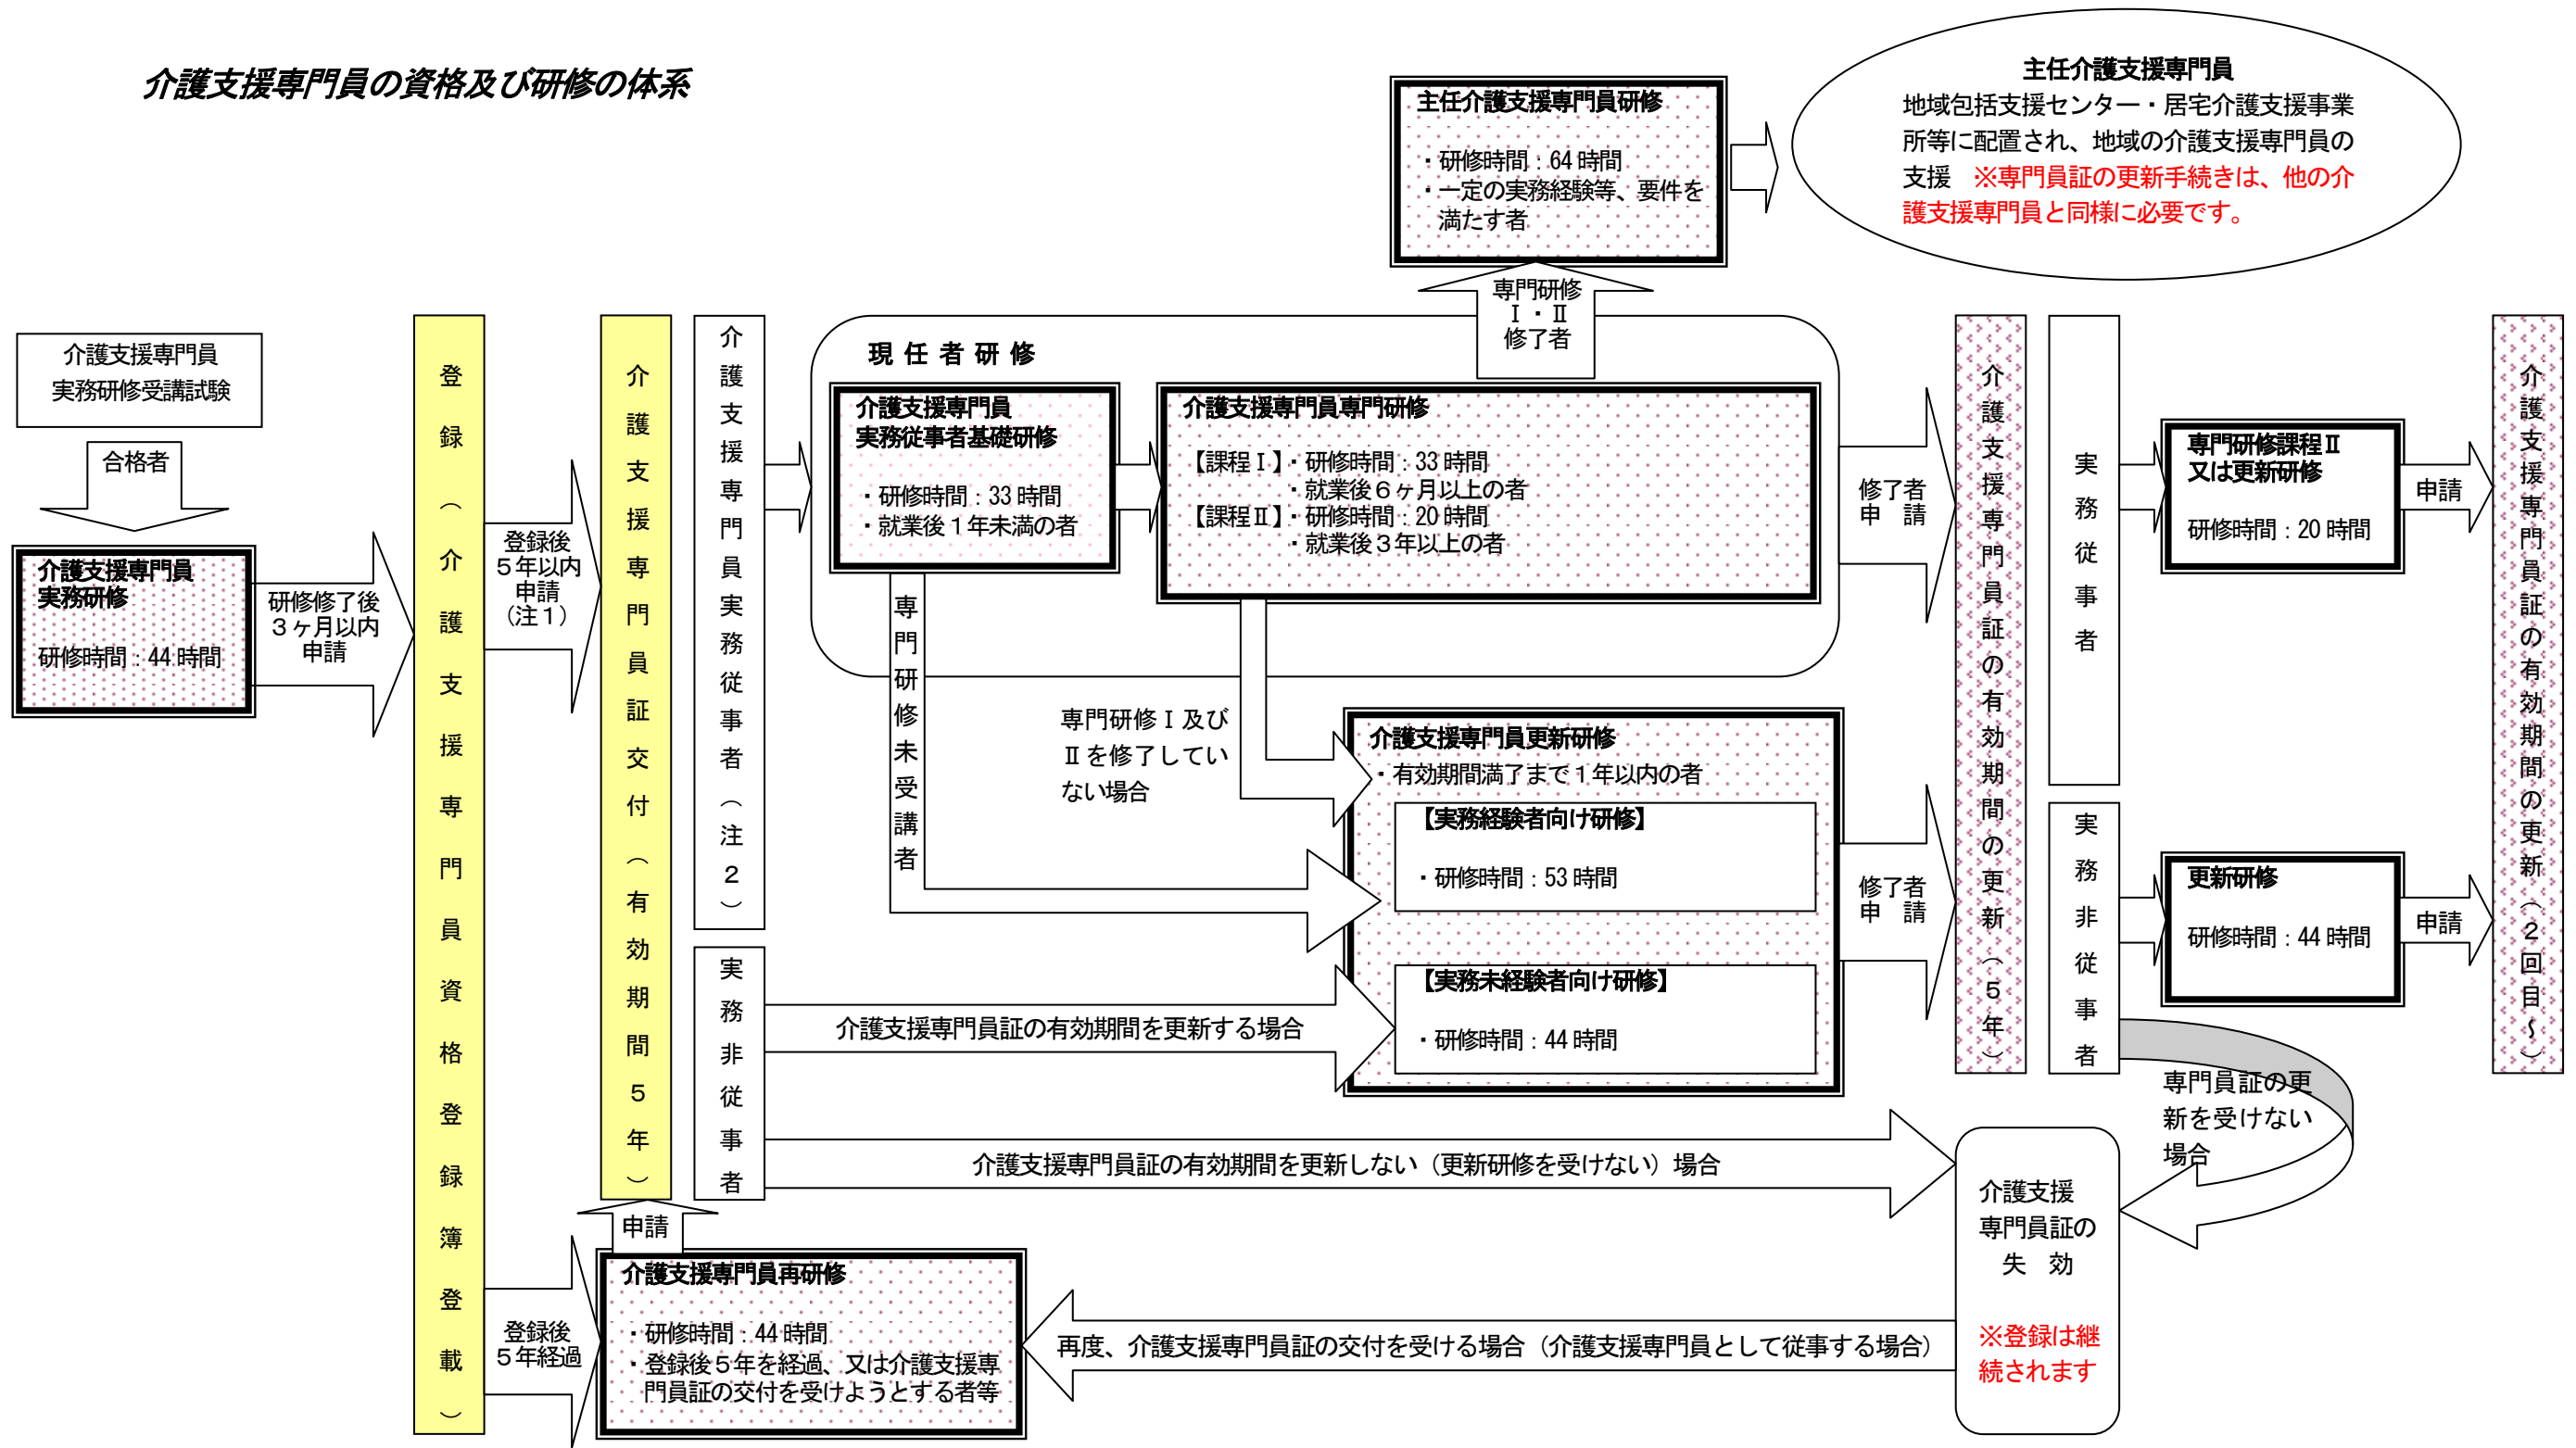 介護支援専門員の資格及び研修の体系
主任介護支援専門員研修
・研修時間：64時間
・一定の実務経験等、要件を
満たす者
主任介護支援専門員
地域包括支援センター・居宅介護支援事業
所等に配置され、地域の介護支援専門員の
支援　※専門員証の更新手続きは、他の介
護支援専門員と同様に必要です。
介護支援専門員
実務研修受講試験
合格者
介護支援専門員
実務研修
研修時間：44時間
研修修了後
３ヶ月以内
申請
登録（介護支援専門員資格登録簿登載）
登録後
５年以内
申請
（注１）
介護支援専門員証交付（有効期間５年）
介護支援専門員実務従事者（注２）
現任者研修
介護支援専門員
実務従事者基礎研修
・研修時間：33時間
・就業後１年未満の者
専門研修
Ⅰ・Ⅱ
修了者
介護支援専門員専門研修
【課程Ⅰ】・研修時間：33時間
・就業後６ヶ月以上の者
【課程Ⅱ】・研修時間：20時間
・就業後３年以上の者
修了者
申　請
介護支援専門員証の有効期間の更新（５年）
実務従事者
専門研修課程Ⅱ
又は更新研修
研修時間：20時間
申請
介護支援専門員証の有効期間の更新（２回目～）
専門研修未受講者
専門研修Ⅰ及び
Ⅱを修了してい
ない場合
介護支援専門員更新研修
・有効期間満了まで１年以内の者
【実務経験者向け研修】
・研修時間：53時間
【実務未経験者向け研修】
・研修時間：44時間
修了者
申　請
実務非従事者
更新研修
研修時間：44時間
申請
実務非従事者
介護支援専門員証の有効期間を更新する場合
介護支援専門員証の有効期間を更新しない（更新研修を受けない）場合
専門員証の更
新を受けない
場合
介護支援
専門員証の
失　効
※登録は継
続されます
申請
登録後
５年経過
介護支援専門員再研修
・研修時間：44時間
・登録後５年を経過、又は介護支援専
門員証の交付を受けようとする者等
再度、介護支援専門員証の交付を受ける場合（介護支援専門員として従事する場合）